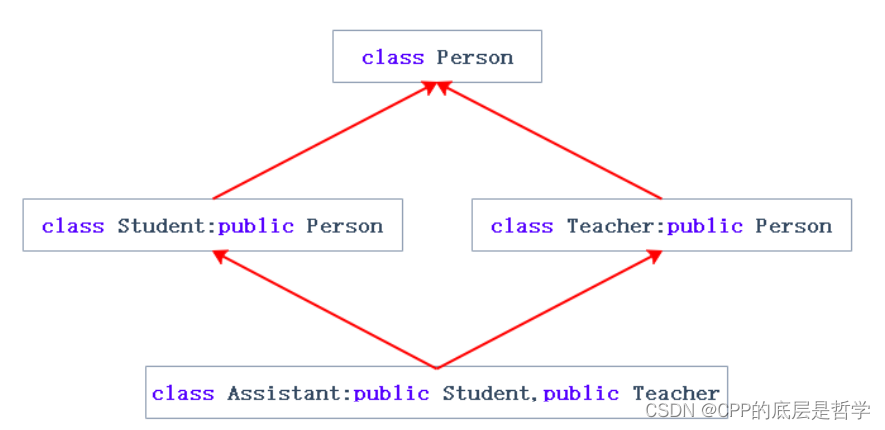 class Person
class Student:public Person
class Teacher:public Person
class Assistant:public Student,public Teacher
CSDN @CPP的底层是哲学